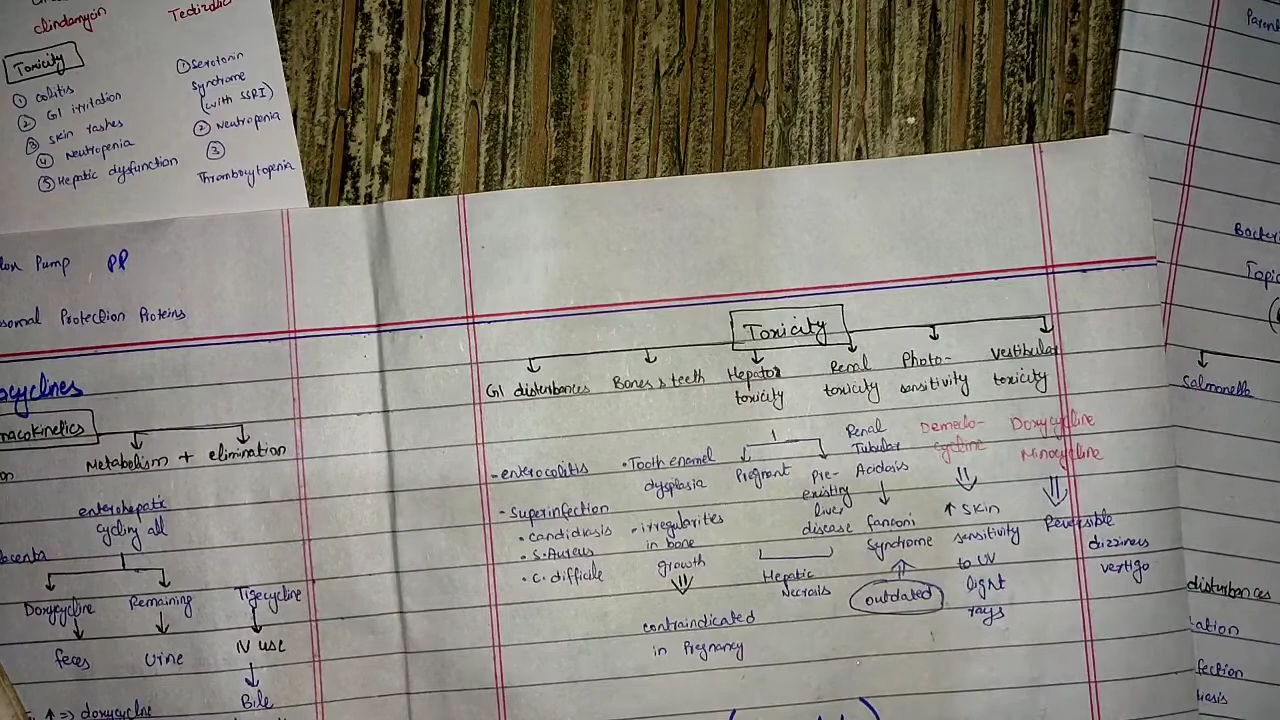 clindamycin
Toxicity
① colitis
② GI irritation
③ skin rashes
④ Neutropenia
⑤ Hepatic dysfunction
① Serotonin
syndrome
(with SSRI)
② Neutropenia
③
Thrombocytopenia
Pump PP
Protection Proteins
Metabolism + elimination
enterohepatic
cycling all
Doxycycline
feces
Remaining
Urine
Tigecycline
IV use
Bile
↑ => doxycycline
Toxicity
GI disturbances
- enterocolitis
- Superinfection
• candidiasis
• S. Aureus
• C. difficile
Bones & teeth
• Tooth enamel
dysplasia
- irregularities
in bone
growth
contraindicated
in Pregnancy
Hepato
toxicity
Pregnant
Pre-
existing
liver
disease
Hepatic
Necrosis
Renal
toxicity
Renal
Tubular
Acidosis
fanconi
Syndrome
outdated
Photo-
sensitivity
Demeclo-
cycline
↑ Skin
sensitivity
to UV
light
rays
Vestibular
toxicity
Doxycycline
Minocycline
Reversible
dizziness
vertigo
Salmonella
disturbances